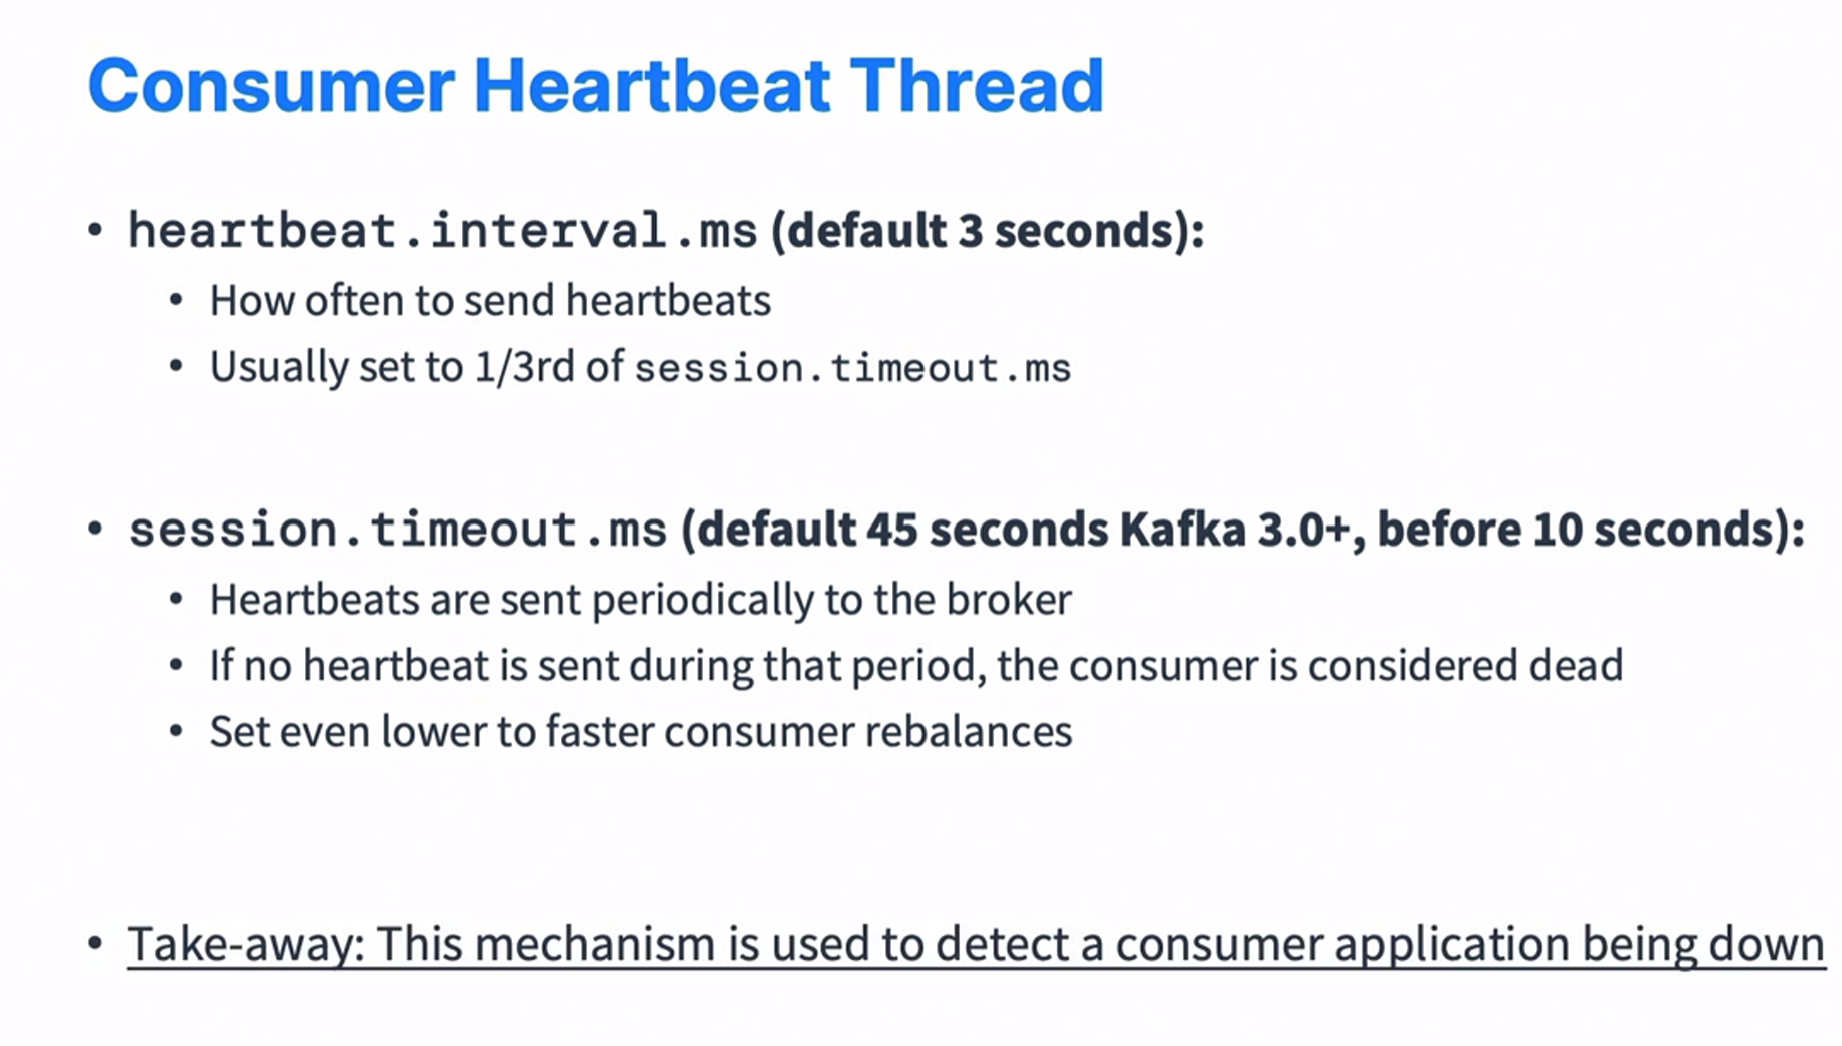 Consumer Heartbeat Thread
• heartbeat.interval.ms (default 3 seconds):
• How often to send heartbeats
• Usually set to 1/3rd of session.timeout.ms
• session.timeout.ms (default 45 seconds Kafka 3.0+, before 10 seconds):
• Heartbeats are sent periodically to the broker
• If no heartbeat is sent during that period, the consumer is considered dead
• Set even lower to faster consumer rebalances
• Take-away: This mechanism is used to detect a consumer application being down